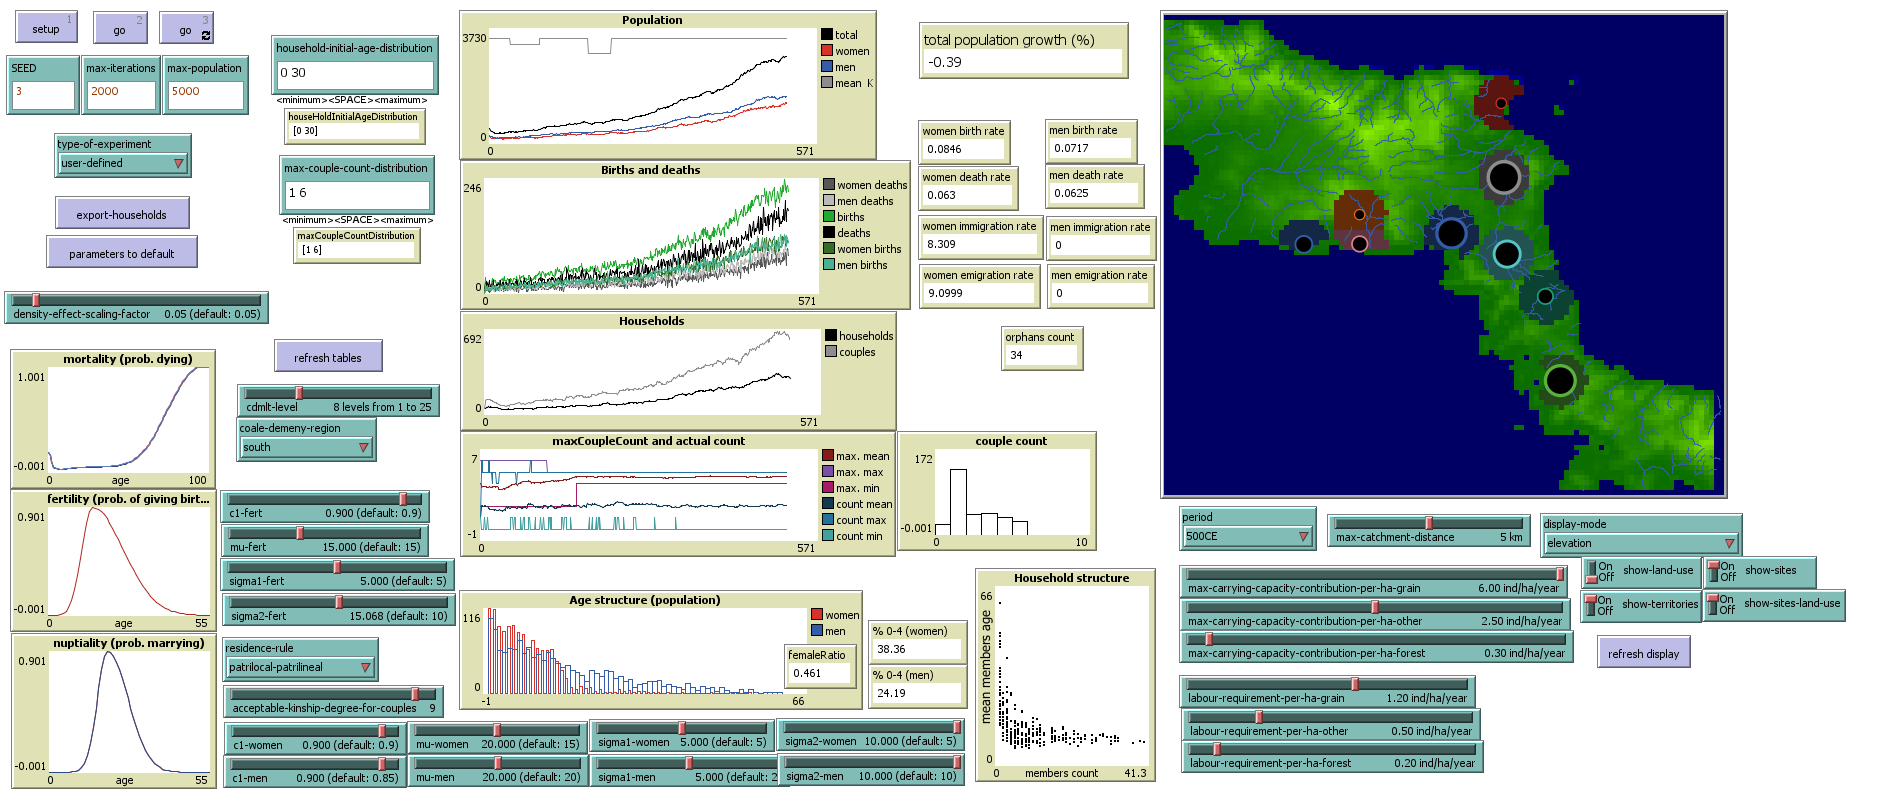 setup
1
go
2
go
3
SEED
3
max-iterations
2000
max-population
5000
household-initial-age-distribution
0 30
<minimum><SPACE><maximum>
houseHoldInitialAgeDistribution
[0 30]
type-of-experiment
user-defined
max-couple-count-distribution
1 6
<minimum><SPACE><maximum>
maxCoupleCountDistribution
[1 6]
export-households
parameters to default
density-effect-scaling-factor 0.05 (default: 0.05)
refresh tables
mortality (prob. dying)
1.001
-0.001
0 age 100
cdmlt-level 8 levels from 1 to 25
coale-demeny-region
south
fertility (prob. of giving birt...
0.901
-0.001
0 age 55
c1-fert 0.900 (default: 0.9)
mu-fert 15.000 (default: 15)
sigma1-fert 5.000 (default: 5)
sigma2-fert 15.068 (default: 10)
nuptiality (prob. marrying)
0.901
-0.001
0 age 55
residence-rule
patrilocal-patrilineal
acceptable-kinship-degree-for-couples 9
c1-women 0.900 (default: 0.9)
mu-women 20.000 (default: 15)
sigma1-women 5.000 (default: 5)
sigma2-women 10.000 (default: 5)
c1-men 0.900 (default: 0.85)
mu-men 20.000 (default: 20)
sigma1-men 5.000 (default: 2
sigma2-men 10.000 (default: 10)
Population
3730
0
0 571
total
women
men
mean K
Births and deaths
246
0
0 571
women deaths
men deaths
births
deaths
women births
men births
Households
692
0
0 571
households
couples
maxCoupleCount and actual count
7
-1
0 571
max. mean
max. max
max. min
count mean
count max
count min
couple count
172
-0.001
0 10
Age structure (population)
116
0
-1 66
women
men
femaleRatio
0.461
% 0-4 (women)
38.36
% 0-4 (men)
24.19
Household structure
66
mean members age
0
0 members count 41.3
total population growth (%)
-0.39
women birth rate
0.0846
men birth rate
0.0717
women death rate
0.063
men death rate
0.0625
women immigration rate
8.309
men immigration rate
0
women emigration rate
9.0999
men emigration rate
0
orphans count
34
period
500CE
max-catchment-distance 5 km
display-mode
elevation
max-carrying-capacity-contribution-per-ha-grain 6.00 ind/ha/year
max-carrying-capacity-contribution-per-ha-other 2.50 ind/ha/year
max-carrying-capacity-contribution-per-ha-forest 0.30 ind/ha/year
On
Off
show-land-use
On
Off
show-sites
On
Off
show-territories
On
Off
show-sites-land-use
refresh display
labour-requirement-per-ha-grain 1.20 ind/ha/year
labour-requirement-per-ha-other 0.50 ind/ha/year
labour-requirement-per-ha-forest 0.20 ind/ha/year